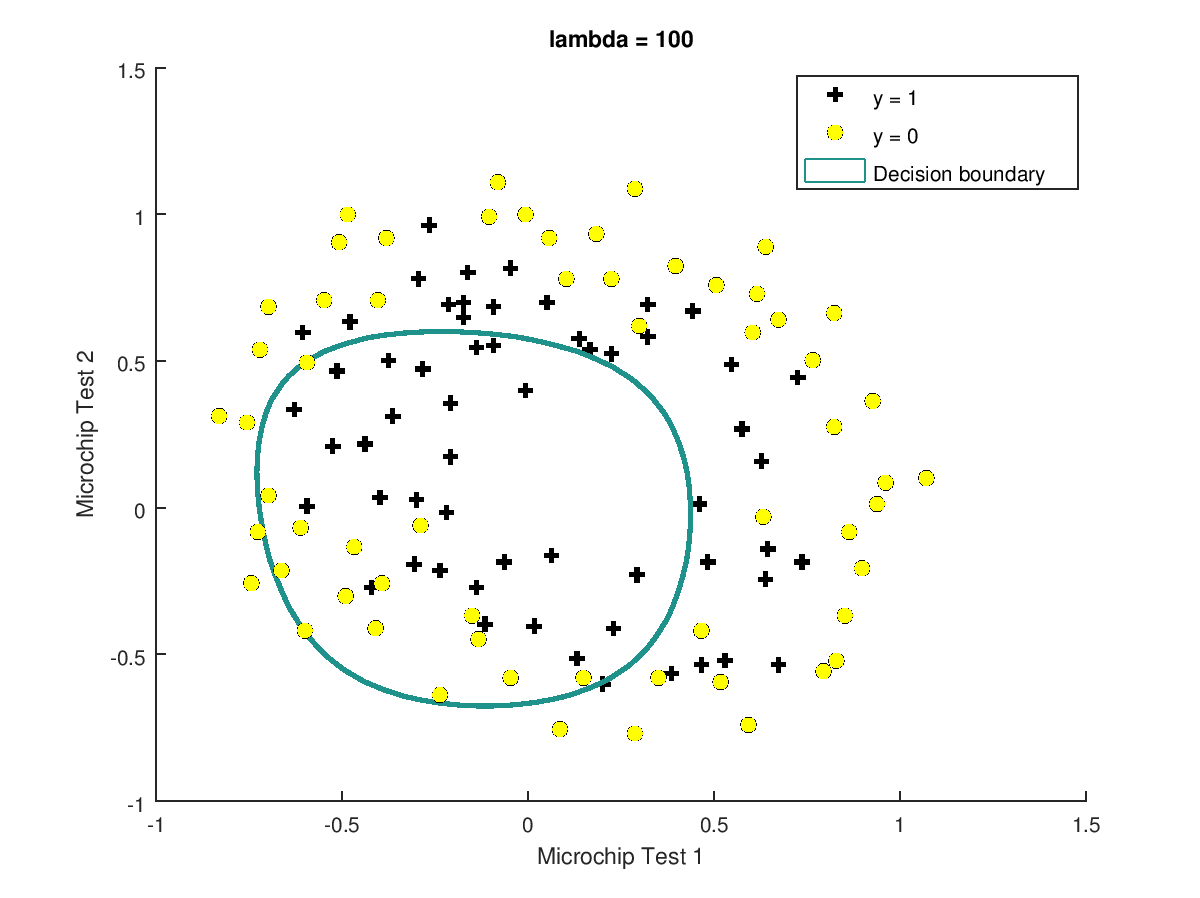 lambda = 100
y = 1
y = 0
Decision boundary
1.5
1
0.5
0
-0.5
-1
Microchip Test 2
-1
-0.5
0
0.5
1
1.5
Microchip Test 1